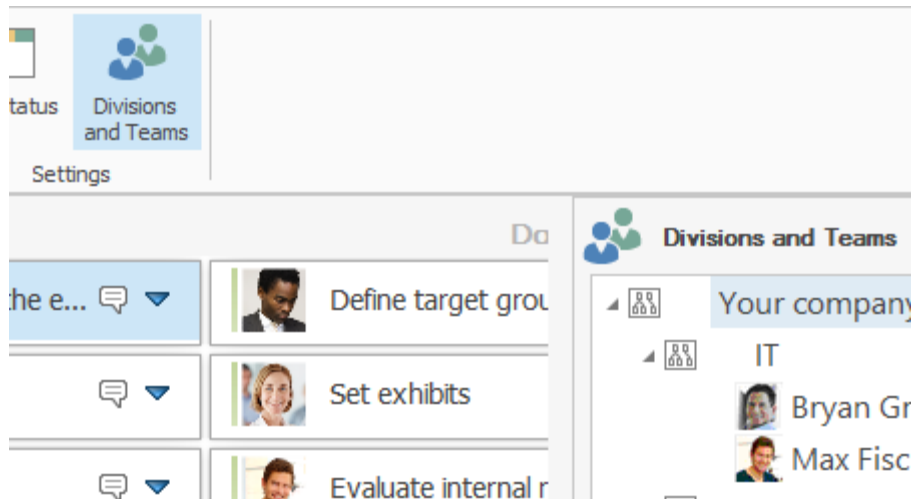 tatus
Divisions
and Teams
Settings
Do
Divisions and Teams
the e...
Define target grou
Your company
IT
Set exhibits
Bryan Gr
Max Fisc
Evaluate internal r